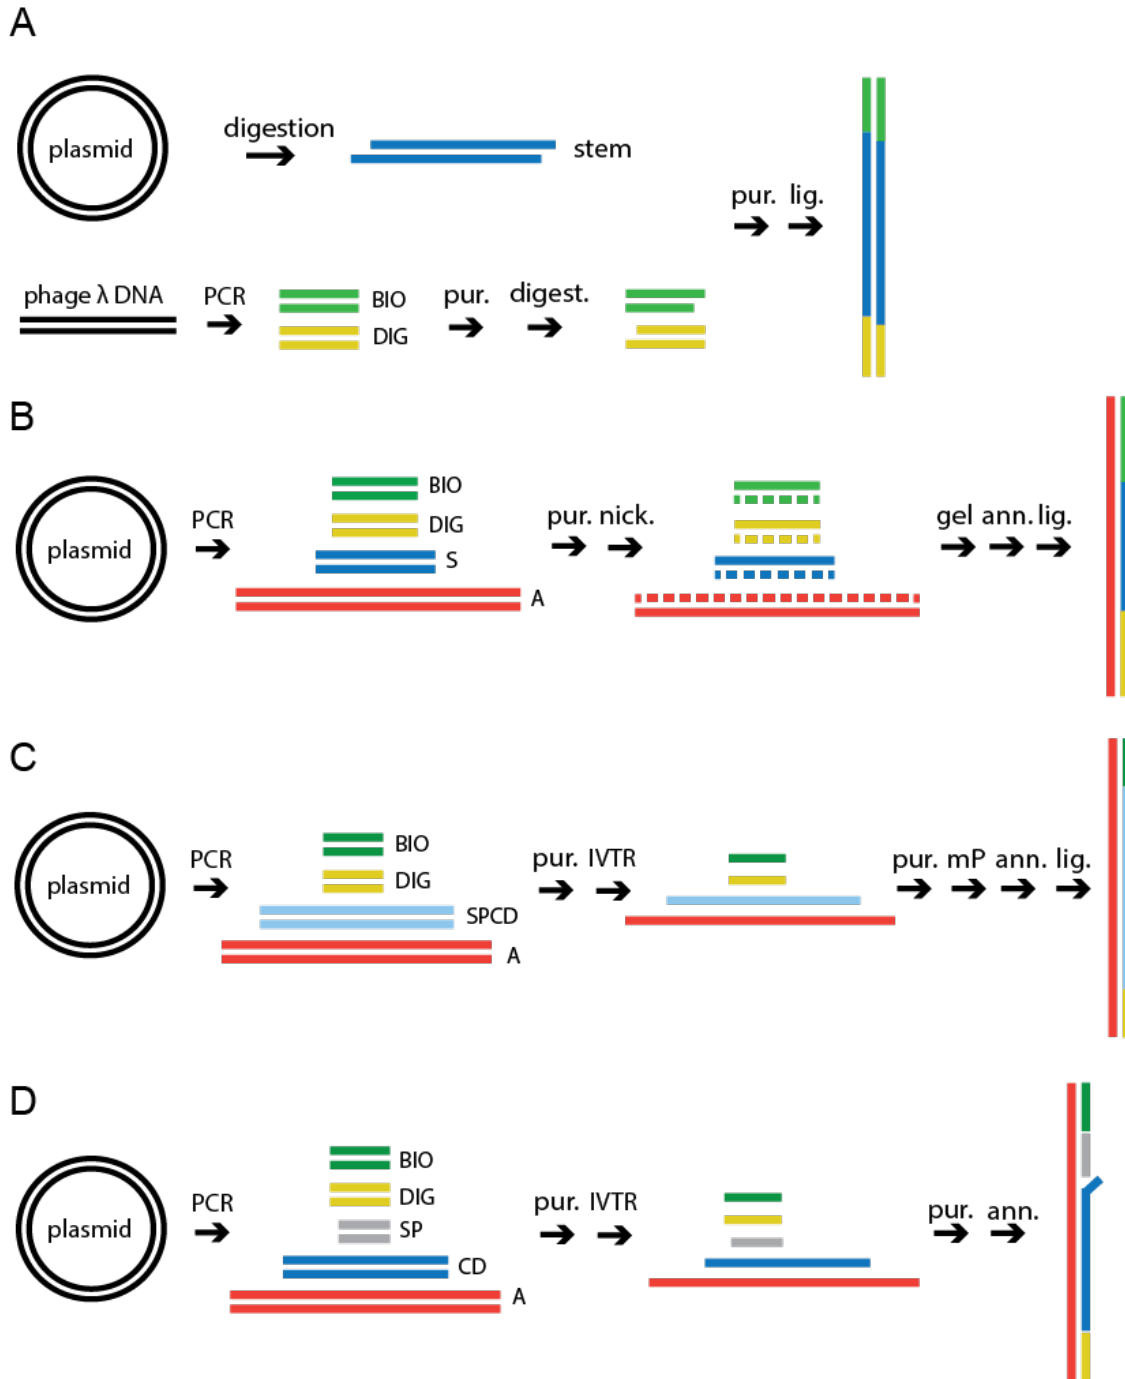 A
plasmid
digestion
stem
pur. lig.
phage λ DNA
PCR
BIO
DIG
pur. digest.
B
plasmid
PCR
BIO
DIG
S
A
pur. nick.
gel ann. lig.
C
plasmid
PCR
BIO
DIG
SPCD
A
pur. IVTR
pur. mP ann. lig.
D
plasmid
PCR
BIO
DIG
SP
CD
A
pur. IVTR
pur. ann.